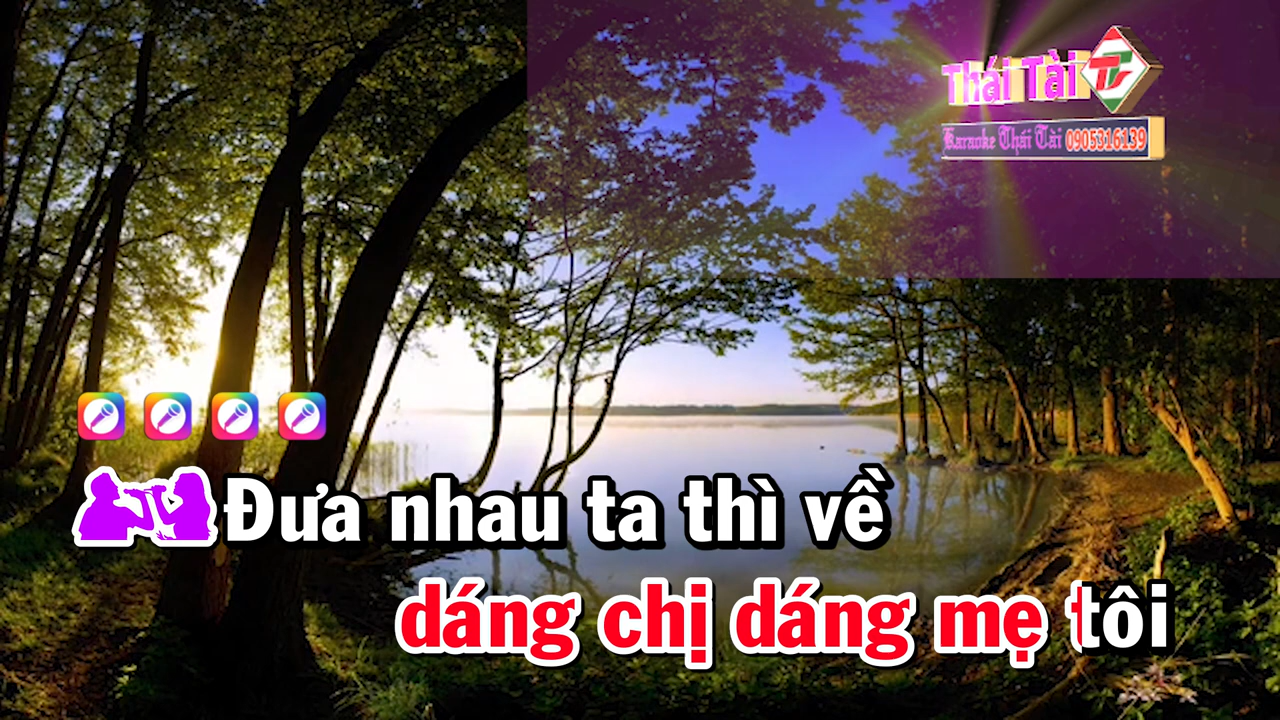 Thái Tài
Karaoke Thái Tài 0905316139
Đưa nhau ta thì về
dáng chị dáng mẹ tôi